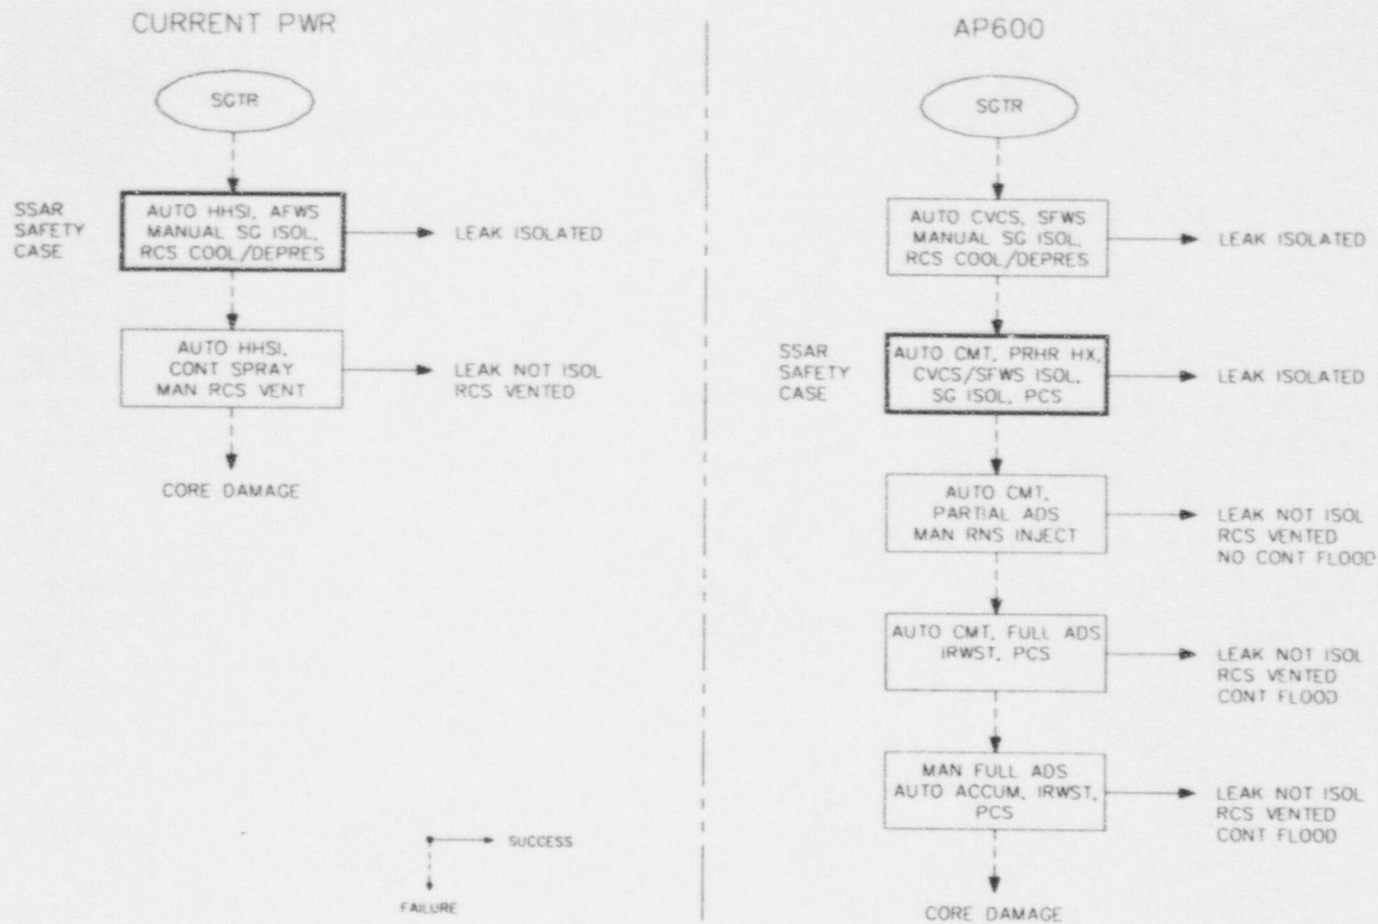 CURRENT PWR
SGTR
SSAR
SAFETY
CASE
AUTO HHSI, AFWS
MANUAL SG ISOL,
RCS COOL/DEPRES
LEAK ISOLATED
AUTO HHSI,
CONT SPRAY
MAN RCS VENT
LEAK NOT ISOL
RCS VENTED
CORE DAMAGE
SUCCESS
FAILURE
AP600
SGTR
AUTO CVCS, SFWS
MANUAL SG ISOL,
RCS COOL/DEPRES
LEAK ISOLATED
SSAR
SAFETY
CASE
AUTO CMT, PRHR HX,
CVCS/SFWS ISOL,
SG ISOL, PCS
LEAK ISOLATED
AUTO CMT,
PARTIAL ADS
MAN RNS INJECT
LEAK NOT ISOL
RCS VENTED
NO CONT FLOOD
AUTO CMT, FULL ADS
IRWST, PCS
LEAK NOT ISOL
RCS VENTED
CONT FLOOD
MAN FULL ADS
AUTO ACCUM, IRWST,
PCS
LEAK NOT ISOL
RCS VENTED
CONT FLOOD
CORE DAMAGE